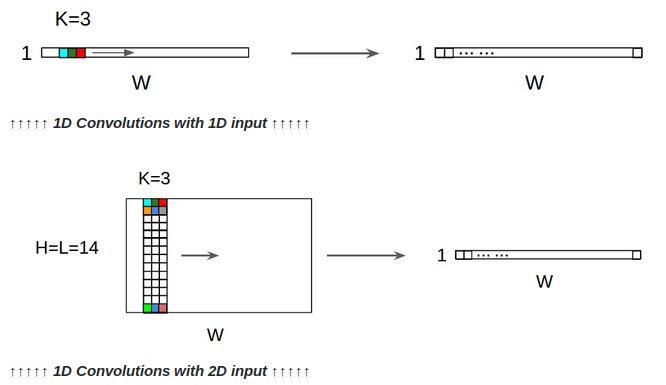 K=3
1
1
W
W
↑↑↑↑↑ 1D Convolutions with 1D input ↑↑↑↑↑
K=3
H=L=14
1
W
W
↑↑↑↑↑ 1D Convolutions with 2D input ↑↑↑↑↑